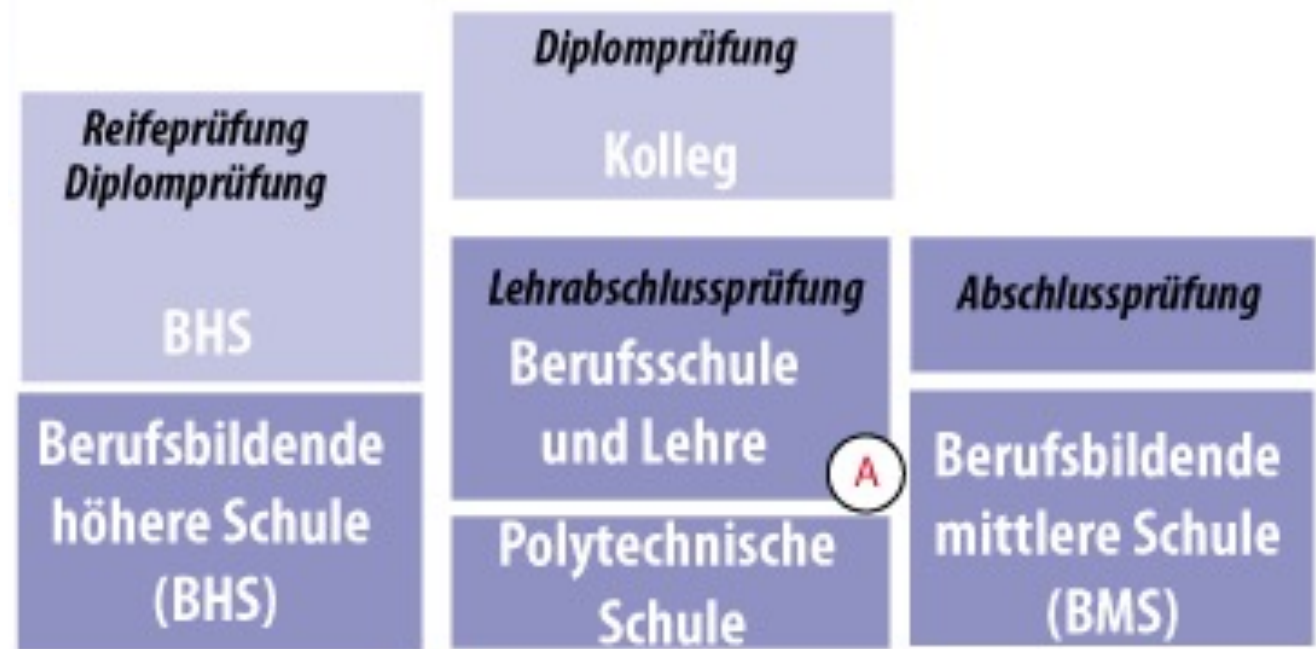 Diplomprüfung
Kolleg
Reifeprüfung
Diplomprüfung
BHS
Lehrabschlussprüfung
Berufsschule
und Lehre
A
Abschlussprüfung
Berufsbildende
höhere Schule
(BHS)
Polytechnische
Schule
Berufsbildende
mittlere Schule
(BMS)